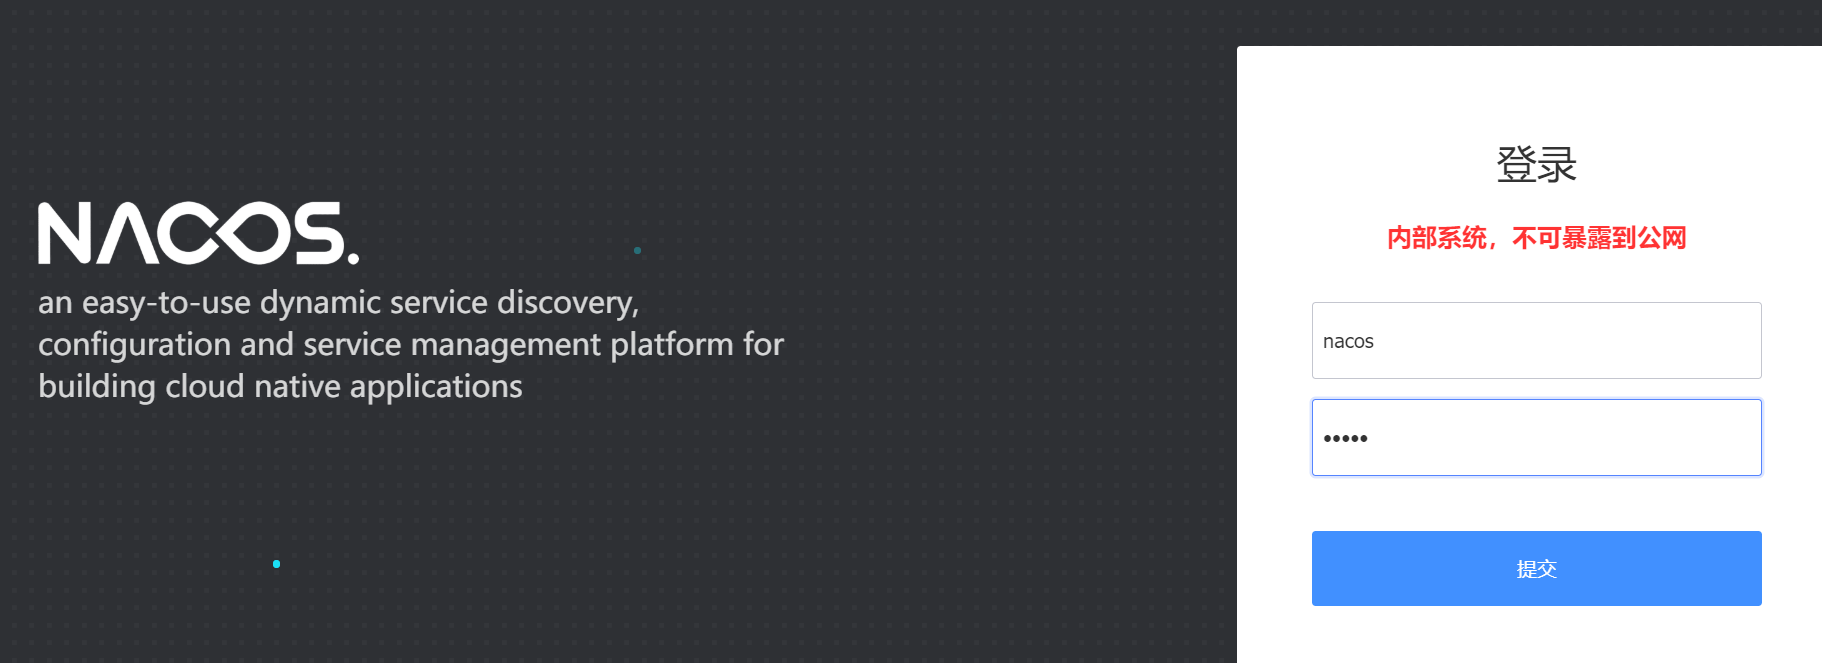 NACOS.
an easy-to-use dynamic service discovery,
configuration and service management platform for
building cloud native applications
登录
内部系统，不可暴露到公网
nacos
•••••
提交